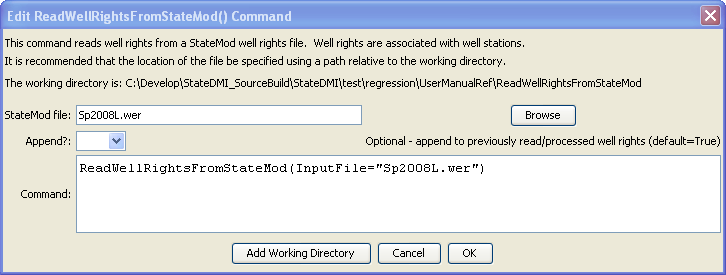 Edit ReadWellRightsFromStateMod() Command
This command reads well rights from a StateMod well rights file. Well rights are associated with well stations.
It is recommended that the location of the file be specified using a path relative to the working directory.
The working directory is: C:\Develop\StateDMI_SourceBuild\StateDMI\test\regression\UserManualRef\ReadWellRightsFromStateMod
StateMod file: Sp2008L.wer Browse
Append?: Optional - append to previously read/processed well rights (default=True)
Command: ReadWellRightsFromStateMod(InputFile="Sp2008L.wer")
Add Working Directory Cancel OK